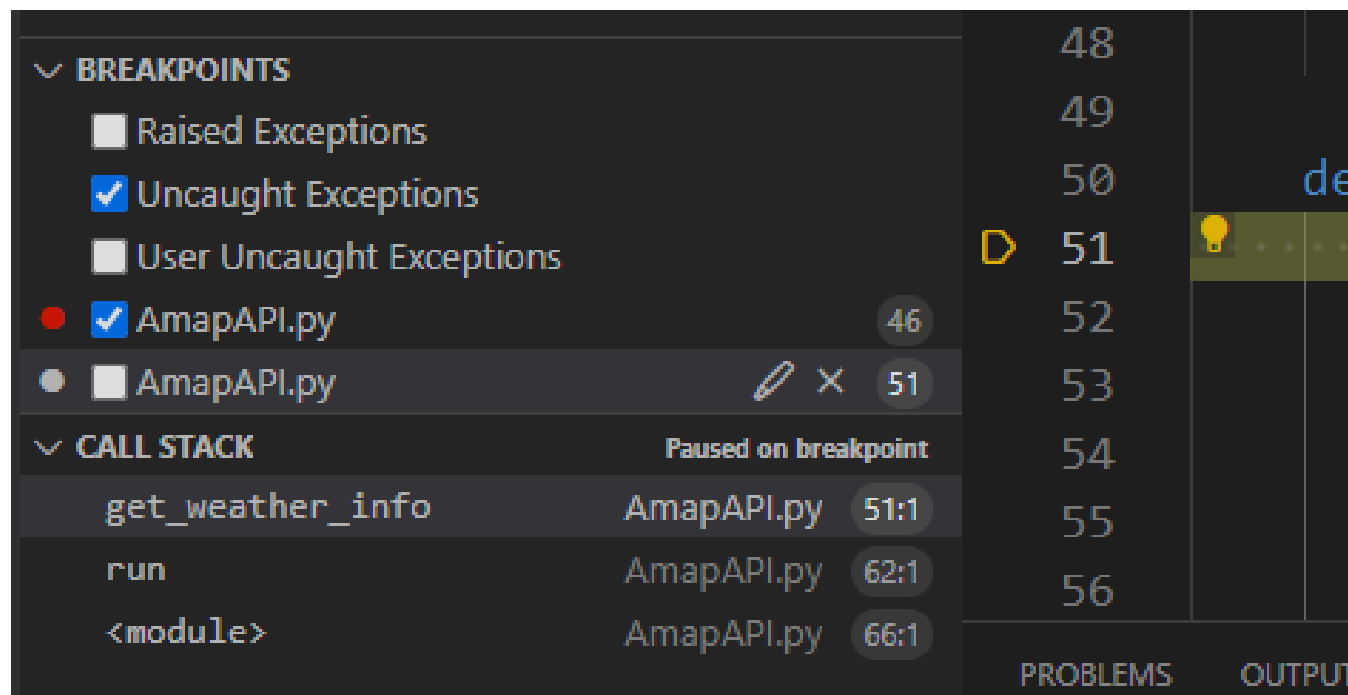 BREAKPOINTS
Raised Exceptions
Uncaught Exceptions
User Uncaught Exceptions
AmapAPI.py 46
AmapAPI.py 51
CALL STACK Paused on breakpoint
get_weather_info AmapAPI.py 51:1
run AmapAPI.py 62:1
<module> AmapAPI.py 66:1
48
49
50 de
51
52
53
54
55
56
PROBLEMS OUTPUT